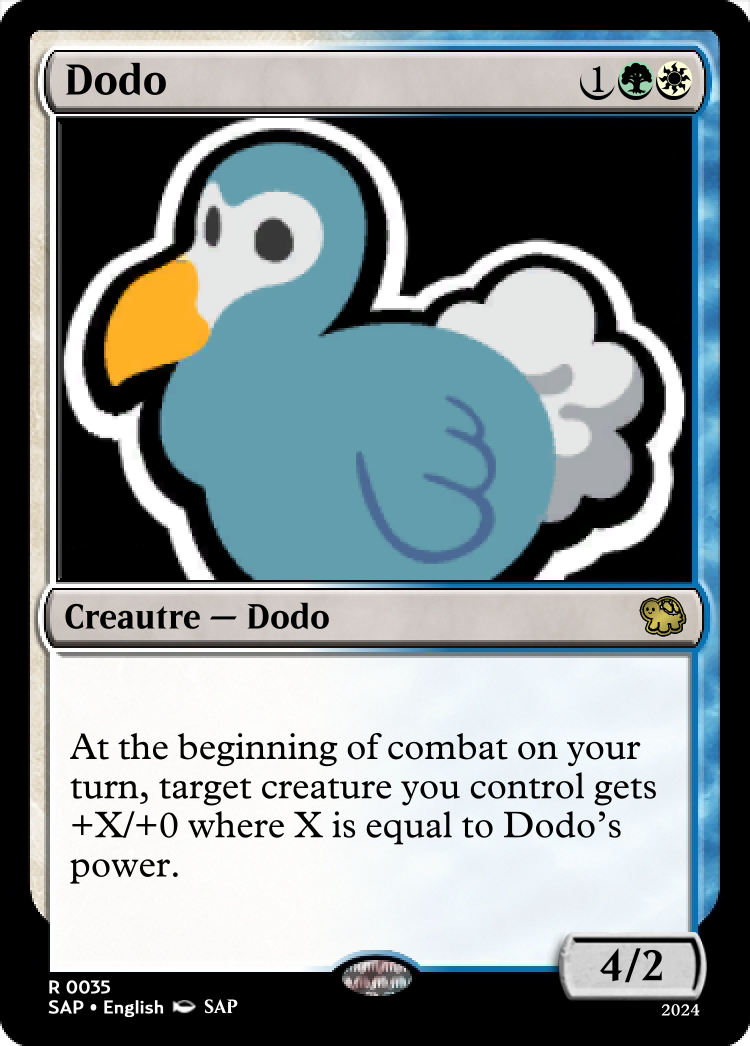 Dodo 1
Creautre — Dodo
At the beginning of combat on your
turn, target creature you control gets
+X/+0 where X is equal to Dodo's
power.
4/2
R 0035
SAP • English SAP
2024